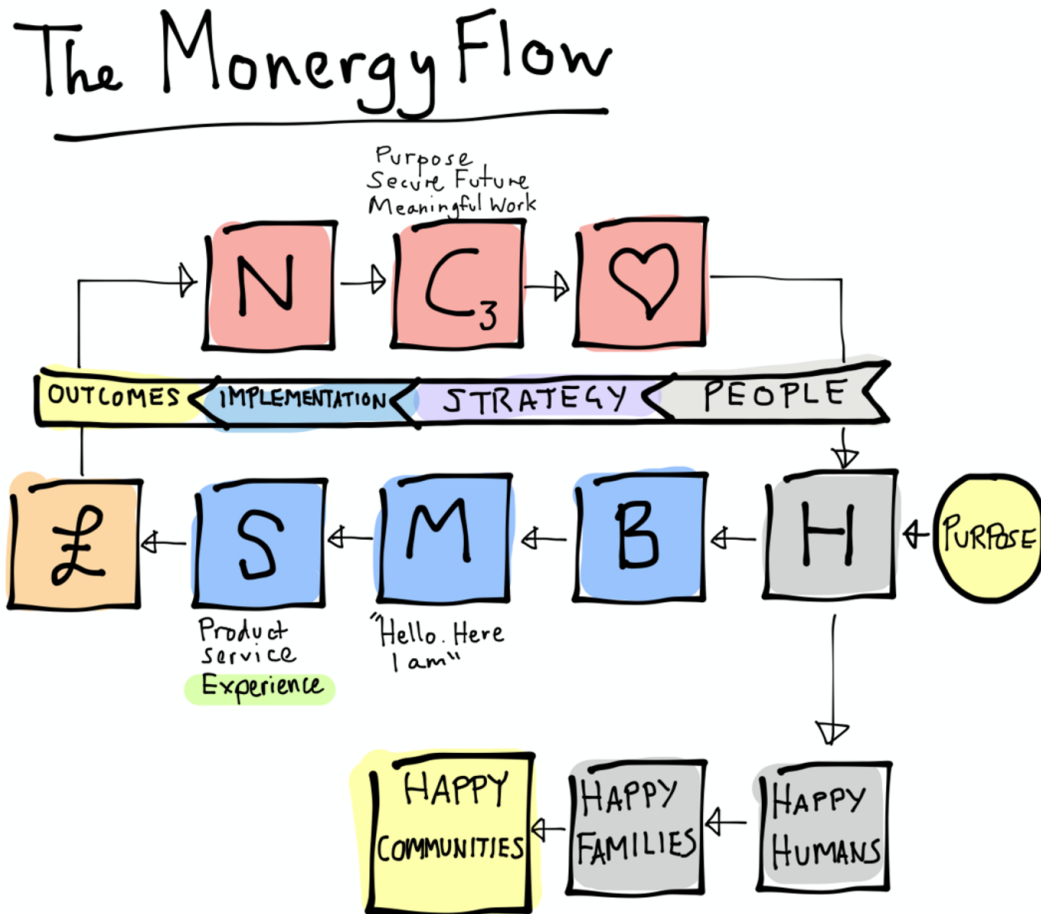 The Monergy Flow
Purpose
Secure Future
Meaningful Work
N
C3
OUTCOMES
IMPLEMENTATION
STRATEGY
PEOPLE
£
S
M
B
H
PURPOSE
Product
service
Experience
"Hello. Here
I am"
HAPPY
COMMUNITIES
HAPPY
FAMILIES
HAPPY
HUMANS